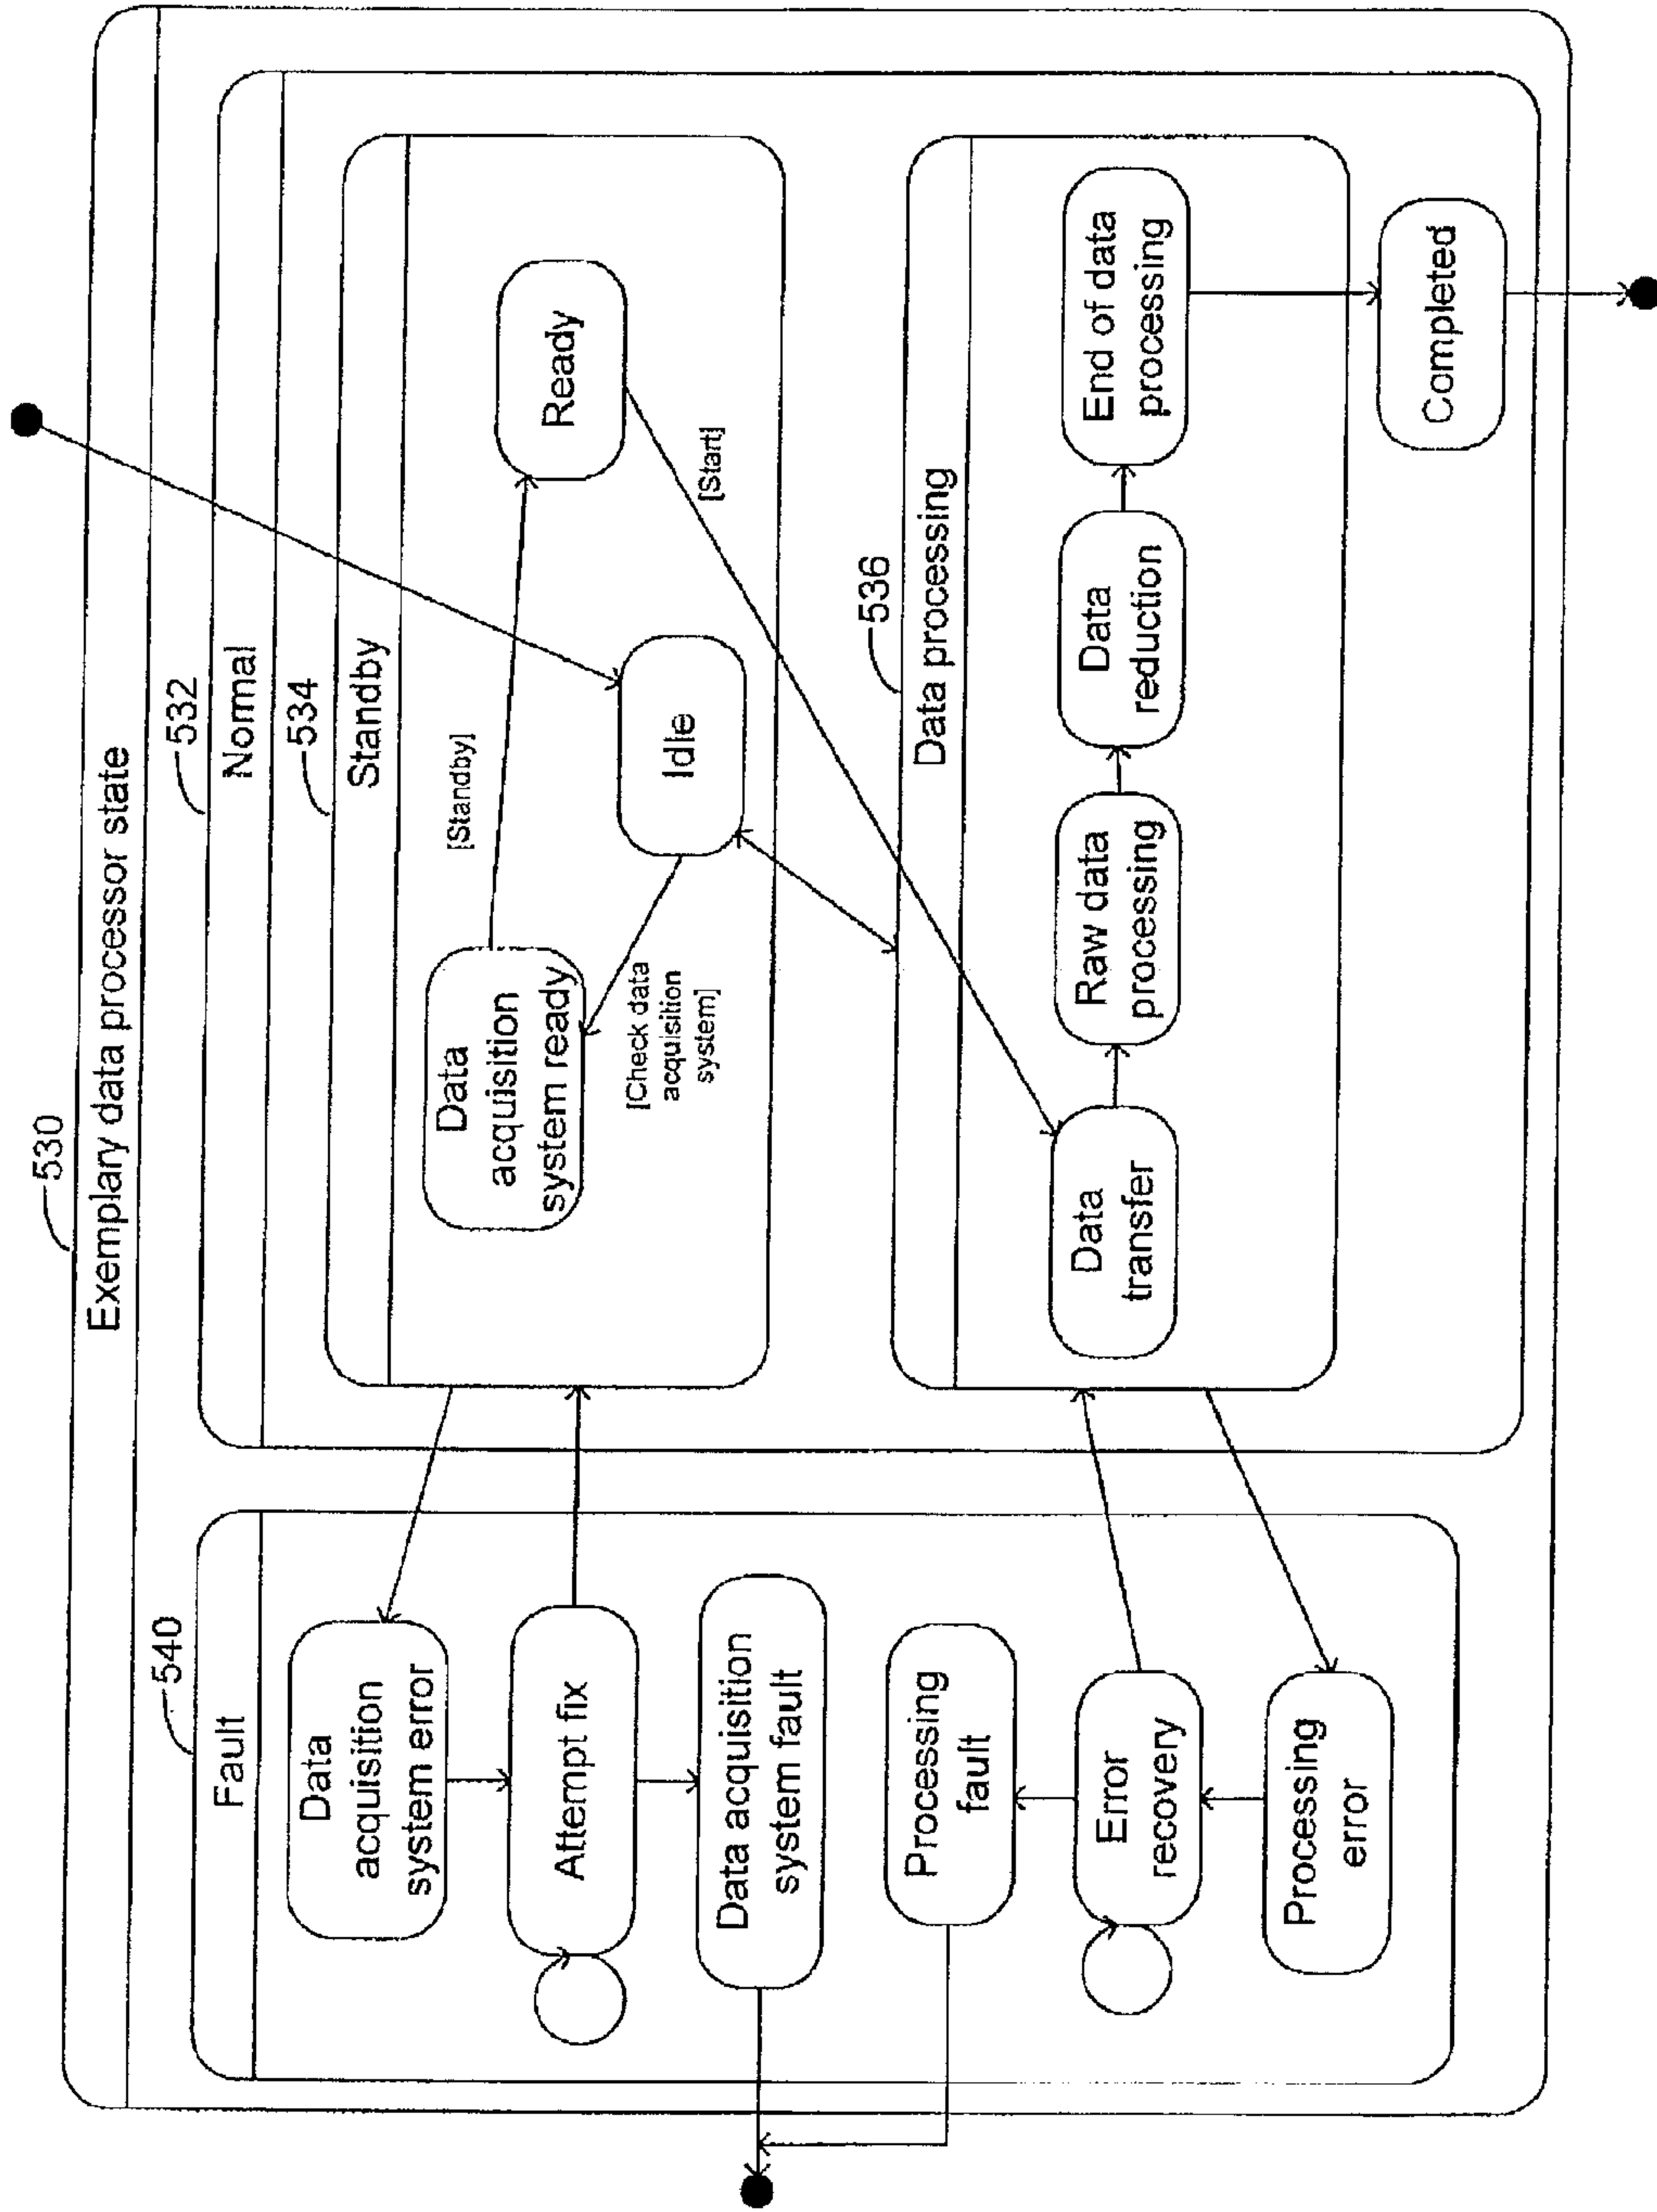 530
Exemplary data processor state
540
Fault
Data
acquisition
system error
Attempt fix
Data acquisition
system fault
Processing
fault
Error
recovery
Processing
error
532
Normal
534
Standby
Data
acquisition
system ready
[Standby]
Ready
[Check data
acquisition
system]
Idle
[Start]
536
Data processing
Data
transfer
Raw data
processing
Data
reduction
End of data
processing
Completed